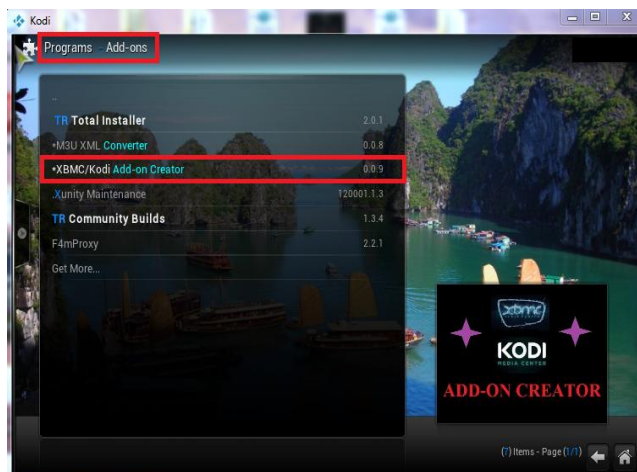 Kodi
Programs - Add-ons
..
TR Total Installer 2.0.1
*M3U XML Converter 0.0.8
*XBMC/Kodi Add-on Creator 0.0.9
.Xunity Maintenance 120001.1.3
TR Community Builds 1.3.4
F4mProxy 2.2.1
Get More...
xbmc
KODI
MEDIA CENTER
ADD-ON CREATOR
(7) Items - Page (1/1)